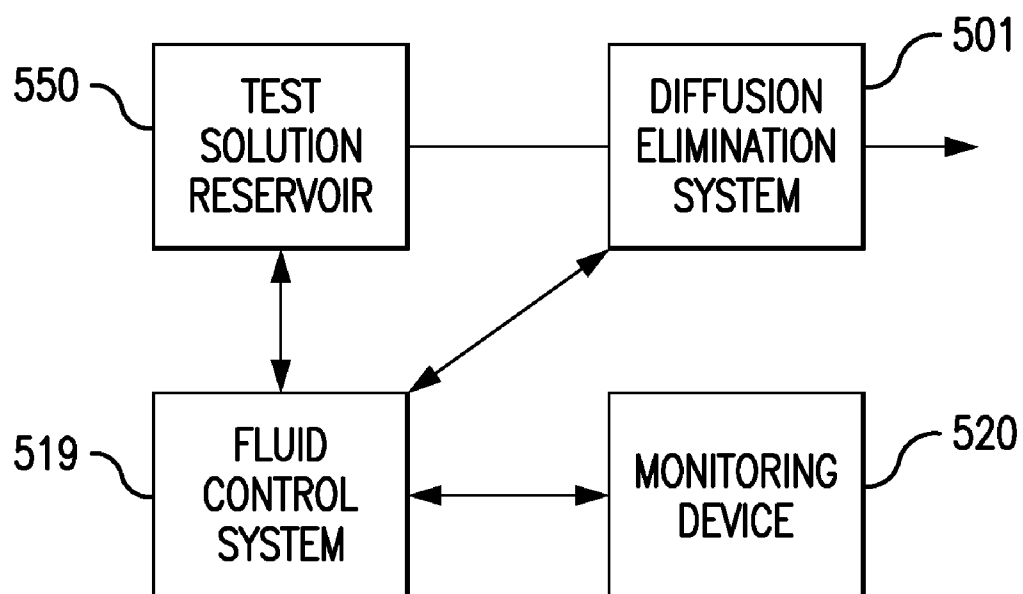 550
TEST
SOLUTION
RESERVOIR
DIFFUSION
ELIMINATION
SYSTEM
501
519
FLUID
CONTROL
SYSTEM
MONITORING
DEVICE
520